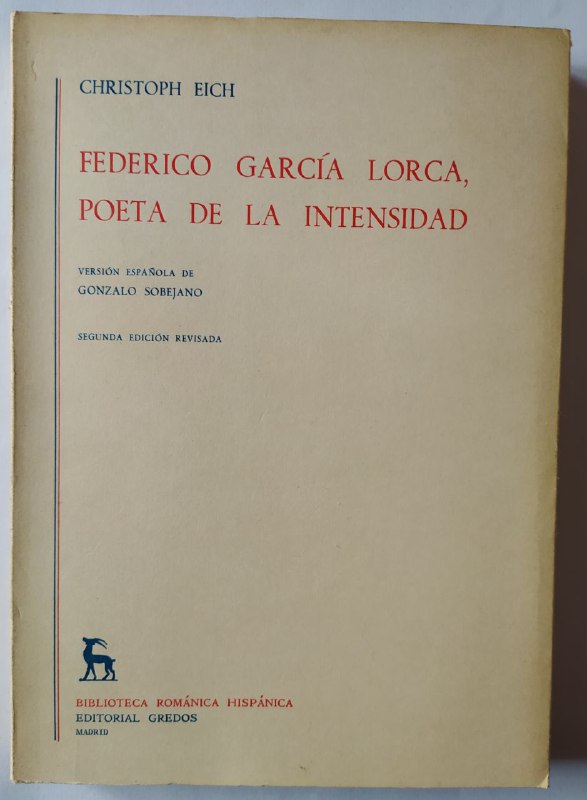 CHRISTOPH EICH
FEDERICO GARCÍA LORCA,
POETA DE LA INTENSIDAD
VERSIÓN ESPAÑOLA DE
GONZALO SOBEJANO
SEGUNDA EDICIÓN REVISADA
BIBLIOTECA ROMÁNICA HISPÁNICA
EDITORIAL GREDOS
MADRID